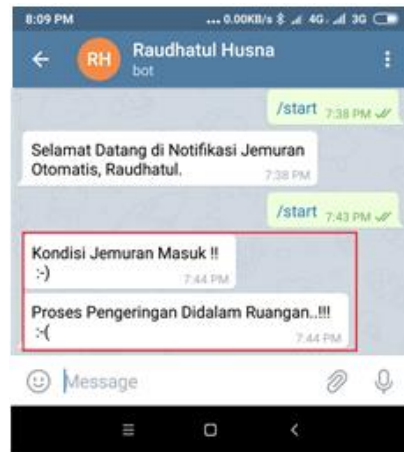 8:09 PM ... 0.00KB/s 4G 3G
RH Raudhatul Husna
bot
/start 7:38 PM
Selamat Datang di Notifikasi Jemuran
Otomatis, Raudhatul. 7:38 PM
/start 7:43 PM
Kondisi Jemuran Masuk !!
:-) 7:44 PM
Proses Pengeringan Didalam Ruangan..!!!
:-( 7:44 PM
Message